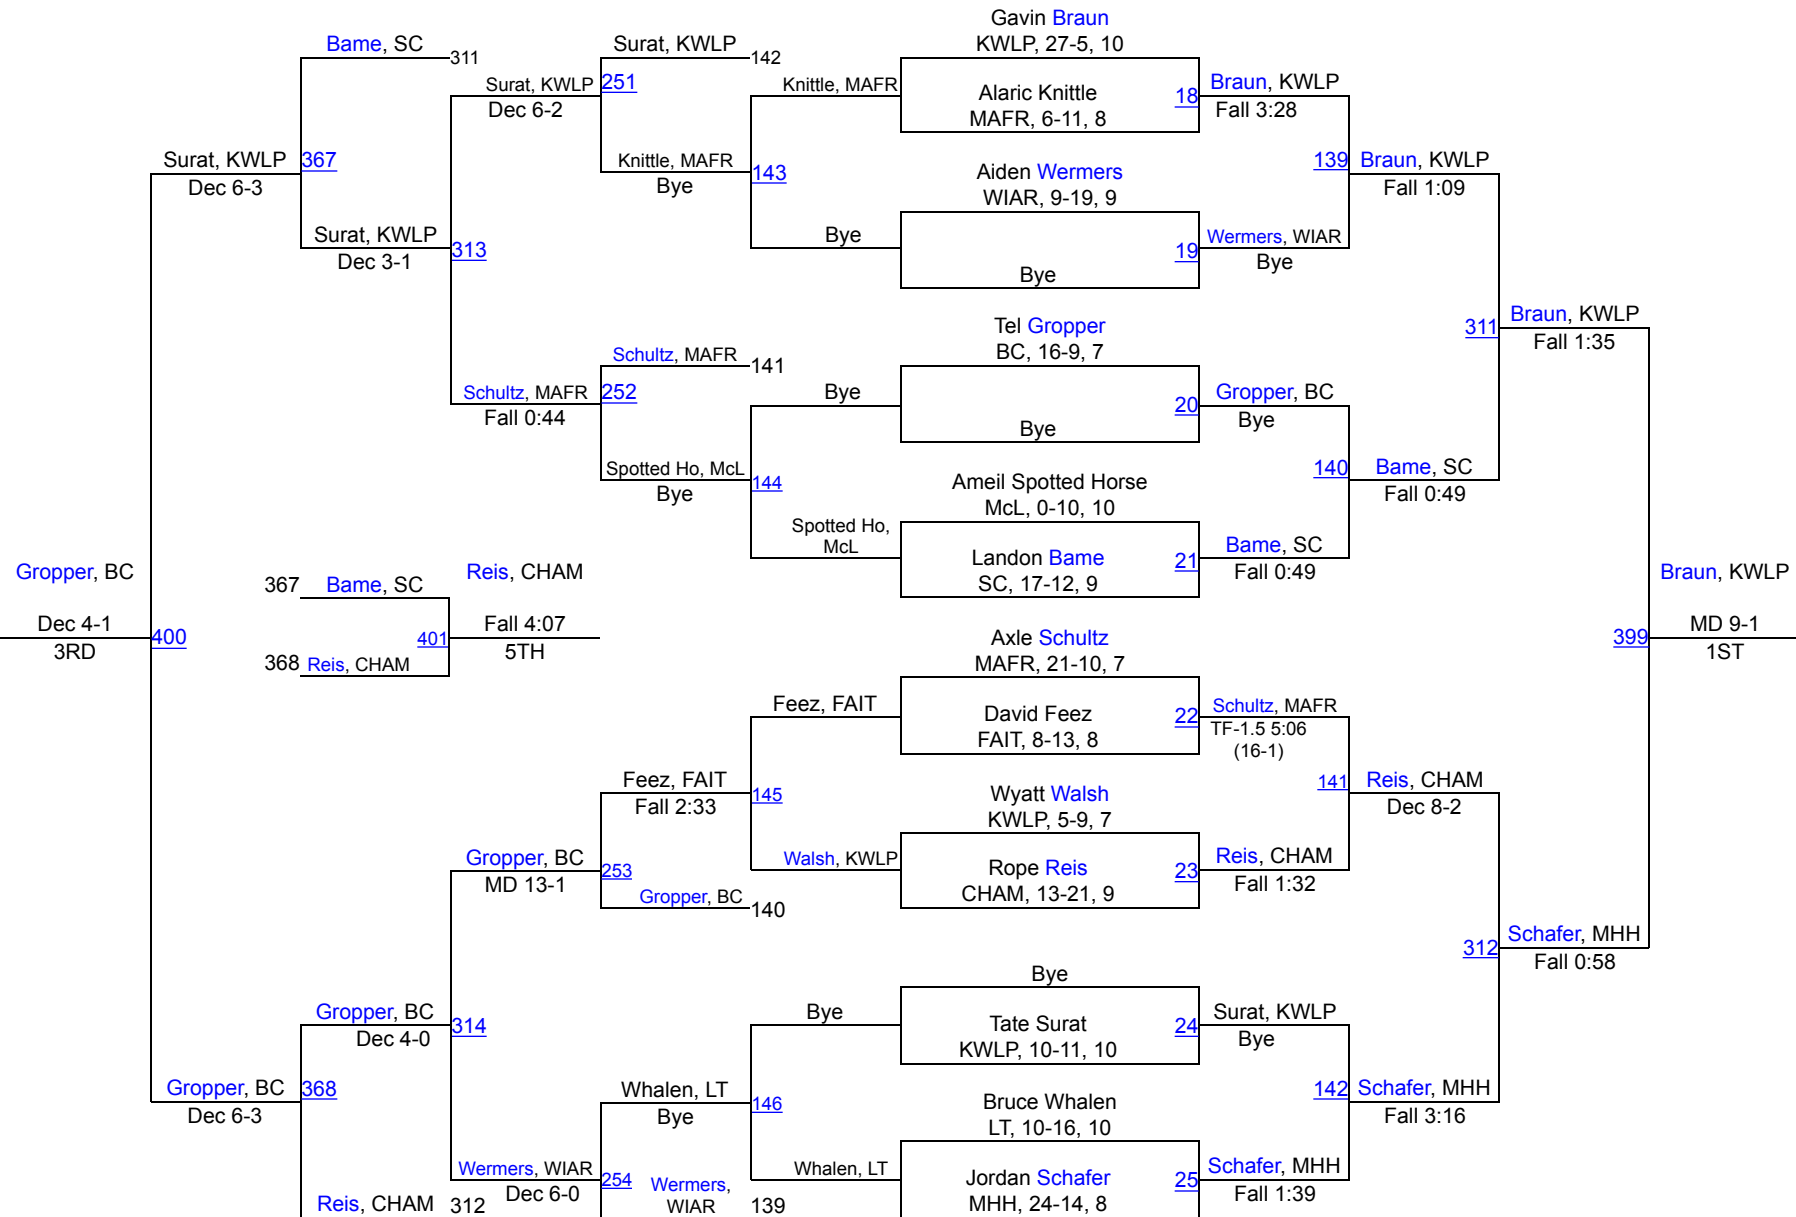 Gavin Braun
KWLP, 27-5, 10
Bame, SC
311
Surat, KWLP
142
Surat, KWLP
251
Dec 6-2
Knittle, MAFR
Alaric Knittle
MAFR, 6-11, 8
18
Braun, KWLP
Fall 3:28
Surat, KWLP
367
Dec 6-3
Knittle, MAFR
143
Bye
Aiden Wermers
WIAR, 9-19, 9
139
Braun, KWLP
Fall 1:09
Surat, KWLP
313
Dec 3-1
Bye
Bye
19
Wermers, WIAR
Bye
Tel Gropper
BC, 16-9, 7
311
Braun, KWLP
Fall 1:35
Schultz, MAFR
141
Schultz, MAFR
252
Fall 0:44
Bye
Bye
20
Gropper, BC
Bye
Spotted Ho, McL
144
Bye
Ameil Spotted Horse
McL, 0-10, 10
140
Bame, SC
Fall 0:49
Spotted Ho,
McL
Landon Bame
SC, 17-12, 9
21
Bame, SC
Fall 0:49
Gropper, BC
Dec 4-1
3RD
400
367
Bame, SC
368
Reis, CHAM
401
Reis, CHAM
Fall 4:07
5TH
Axle Schultz
MAFR, 21-10, 7
399
Braun, KWLP
MD 9-1
1ST
Feez, FAIT
David Feez
FAIT, 8-13, 8
22
Schultz, MAFR
TF-1.5 5:06
(16-1)
Feez, FAIT
145
Fall 2:33
Wyatt Walsh
KWLP, 5-9, 7
141
Reis, CHAM
Dec 8-2
Gropper, BC
253
MD 13-1
Gropper, BC
140
Walsh, KWLP
Rope Reis
CHAM, 13-21, 9
23
Reis, CHAM
Fall 1:32
312
Schafer, MHH
Fall 0:58
Bye
Gropper, BC
314
Dec 4-0
Bye
Tate Surat
KWLP, 10-11, 10
24
Surat, KWLP
Bye
Gropper, BC
368
Dec 6-3
Whalen, LT
146
Bye
Bruce Whalen
LT, 10-16, 10
142
Schafer, MHH
Fall 3:16
Wermers, WIAR
254
Dec 6-0
Whalen, LT
Jordan Schafer
MHH, 24-14, 8
25
Schafer, MHH
Fall 1:39
Reis, CHAM
312
Wermers,
WIAR
139